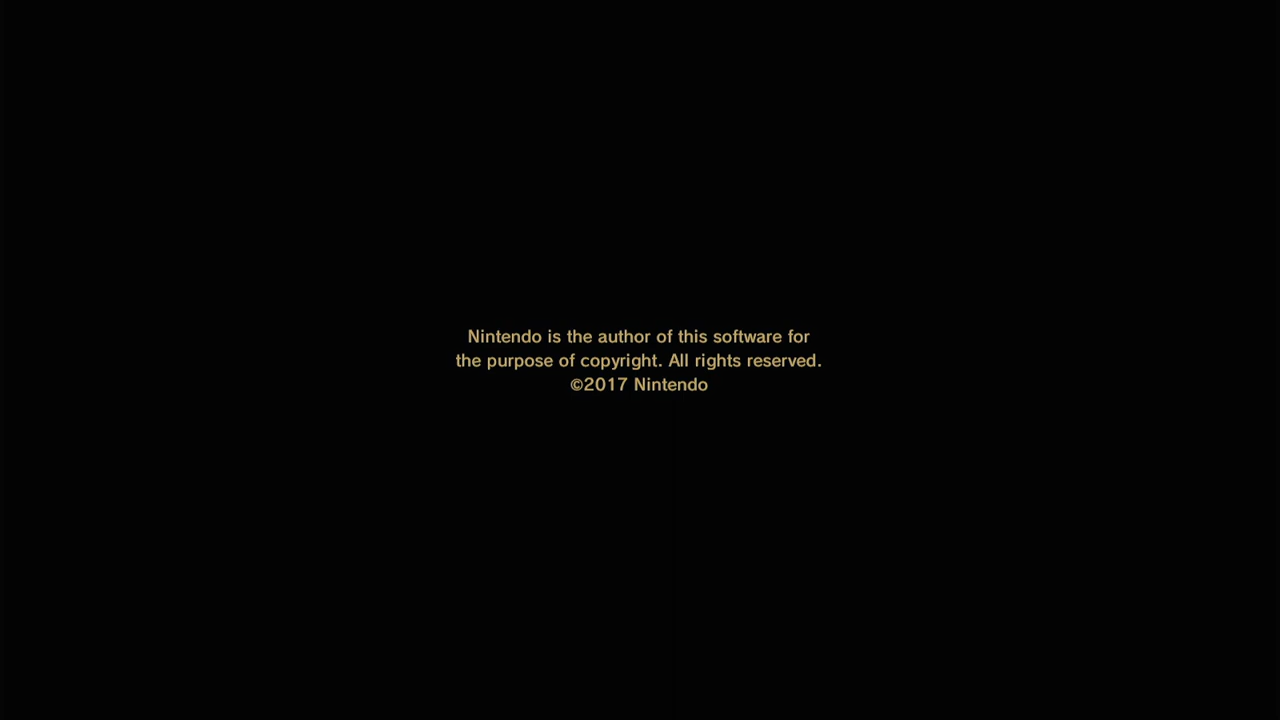 Nintendo is the author of this software for
the purpose of copyright. All rights reserved.
©2017 Nintendo